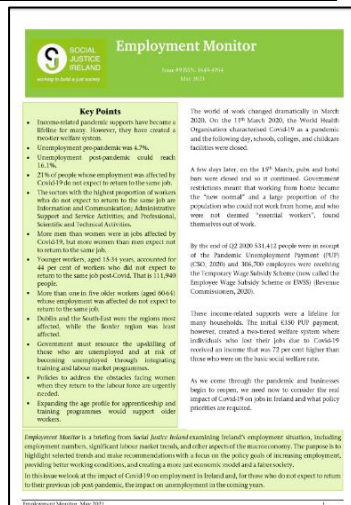 SOCIAL
JUSTICE
IRELAND
working to build a just society
Employment Monitor
May 2021
Key Points
• Income-related pandemic supports have become a
lifeline for many. However, they have created a
two-tier welfare system.
• Unemployment pre-pandemic was 4.7%.
• Unemployment post-pandemic could reach
16.1%.
• 21% of people whose employment was affected by
Covid-19 do not expect to return to the same job.
• The sectors with the highest proportion of workers
who do not expect to return to the same job are
Information and Communication; Administrative
Support and Service Activities; and Professional,
Scientific and Technical Activities.
• More men than women were in jobs affected by
Covid-19, but more women than men expect not
to return to the same job.
• Younger workers, aged 15-34 years, accounted for
44 per cent of workers who did not expect to
return to the same job post-Covid. That is 111,940
people.
• More than one in five older workers (aged 60-64)
whose employment was affected do not expect to
return to the same job.
• Dublin and the South-East were the regions most
affected, while the Border region was least
affected.
• Government must resource the upskilling of
those who are unemployed and at risk of
becoming unemployed through integrating
training and labour market programmes.
• Policies to address the obstacles facing women
when they return to the labour force are urgently
needed.
• Expanding the age profile for apprenticeship and
training programmes would support older
workers.
The world of work changed dramatically in March
2020. On the 11th March 2020, the World Health
Organisation characterised Covid-19 as a pandemic
and the following day, schools, colleges, and childcare
facilities were closed.
A few days later, on the 15th March, pubs and hotel
bars were closed and so it continued. Government
restrictions meant that working from home became
the "new normal" and a large proportion of the
population who could not work from home, and who
were not deemed "essential workers", found
themselves out of work.
By the end of Q2 2020 531,412 people were in receipt
of the Pandemic Unemployment Payment (PUP)
(CSO, 2020) and employers receiving
the Temporary Wage Subsidy Scheme (now called the
Employee Wage Subsidy Scheme or EWSS) (Revenue
Commissioners, 2020).
These income-related supports were a lifeline for
many households. The initial €350 PUP payment,
however, created a two-tiered welfare system where
individuals who lost their jobs due to Covid-19
received an income that was 72 per cent higher than
those who were on the basic social welfare rate.
As we come through the pandemic and businesses
begin to reopen, we need now to consider the real
impact of Covid-19 on jobs in Ireland and what policy
priorities are required.
Employment Monitor is a briefing from Social Justice Ireland examining Ireland's employment situation, including
employment numbers, significant labour market trends, and other aspects of the macroeconomy. The purpose is to
highlight selected trends and make recommendations with a focus on the policy goals of increasing employment,
providing better working conditions, and creating a more just economic model and a fairer society.
In this issue we look at the impact of Covid-19 on employment in Ireland and, for those who do not expect to return
to their previous job post-pandemic, the impact on unemployment in the coming years.
Employment Monitor, May 2021 1